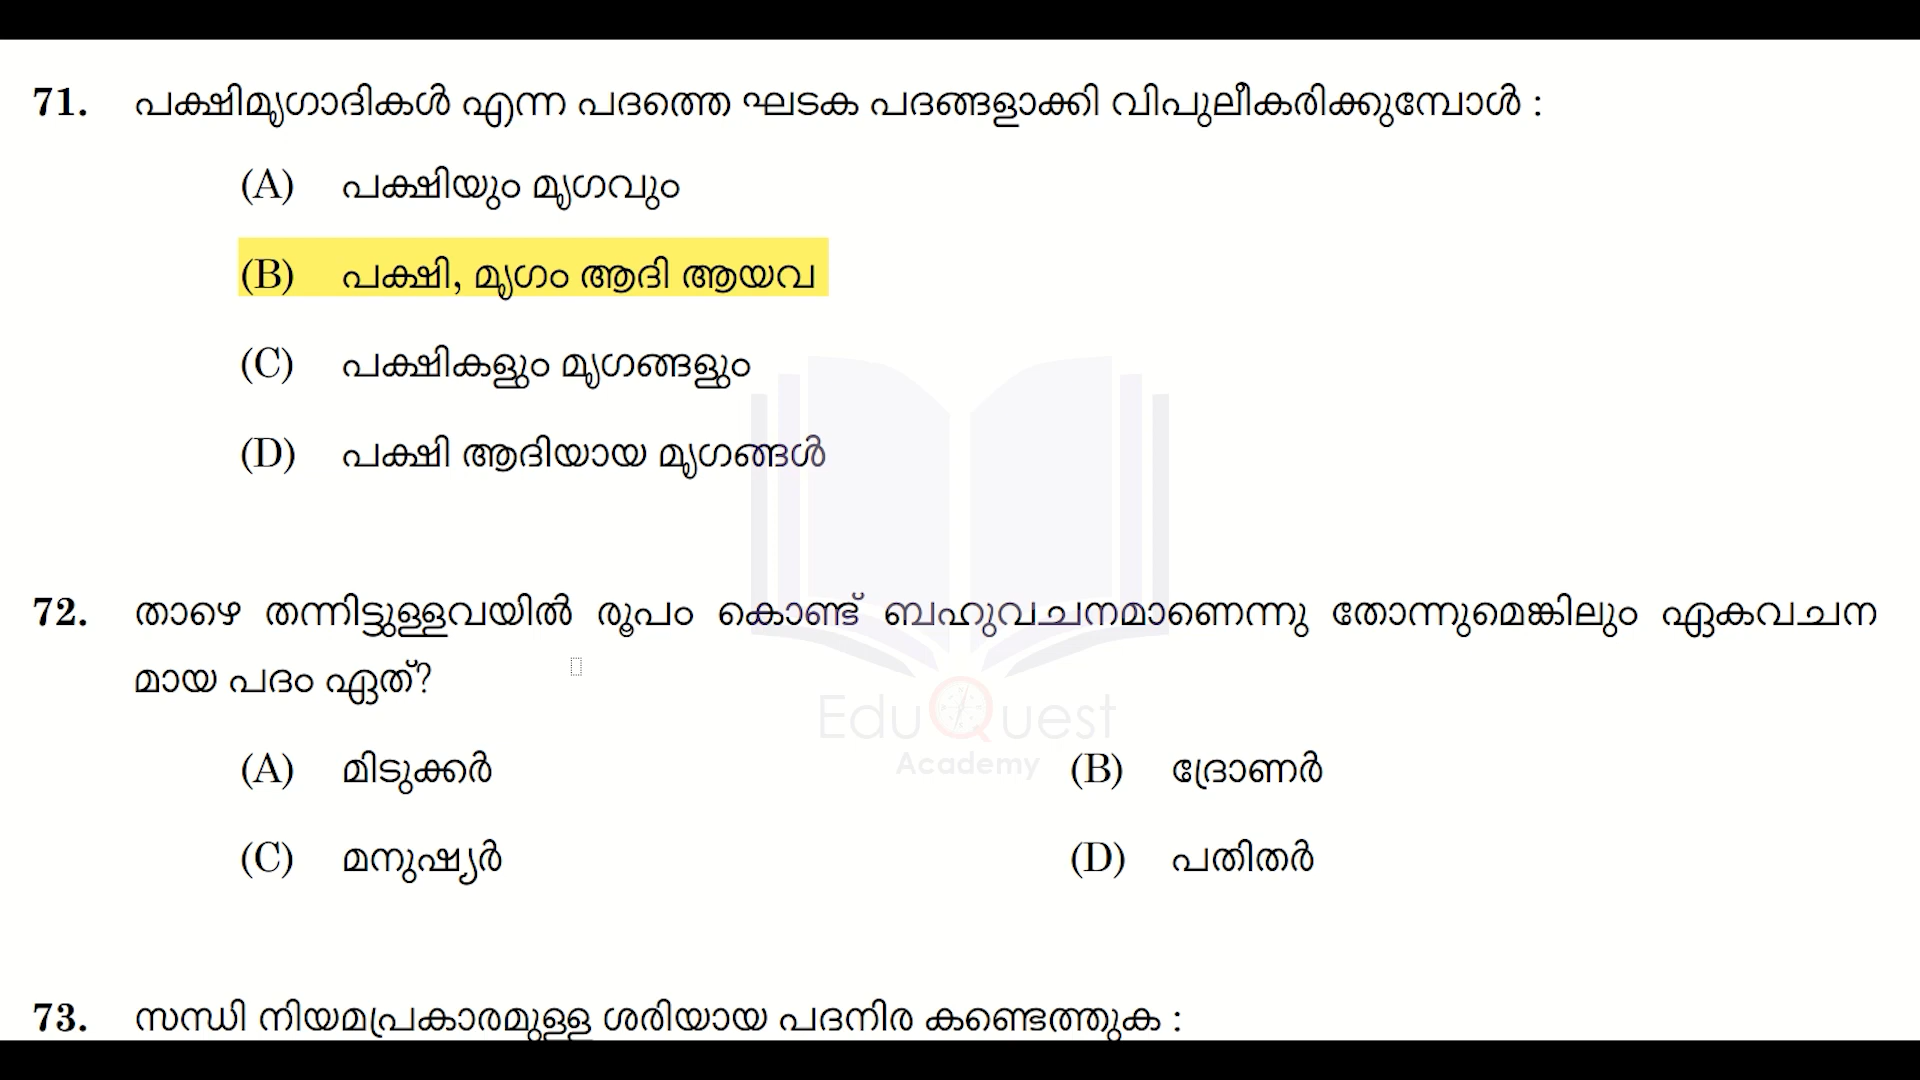 71. പക്ഷിമൃഗാദികൾ എന്ന പദത്തെ ഘടക പദങ്ങളാക്കി വിപുലീകരിക്കുമ്പോൾ :
(A) പക്ഷിയും മൃഗവും
(B) പക്ഷി, മൃഗം ആദി ആയവ
(C) പക്ഷികളും മൃഗങ്ങളും
(D) പക്ഷി ആദിയായ മൃഗങ്ങൾ
72. താഴെ തന്നിട്ടുള്ളവയിൽ രൂപം കൊണ്ട് ബഹുവചനമാണെന്നു തോന്നുമെങ്കിലും ഏകവചന
മായ പദം ഏത്?
EduQuest
Academy
(A) മിടുക്കർ (B) ദ്രോണർ
(C) മനുഷ്യർ (D) പതിതർ
73. സന്ധി നിയമപ്രകാരമുള്ള ശരിയായ പദനിര കണ്ടെത്തുക :